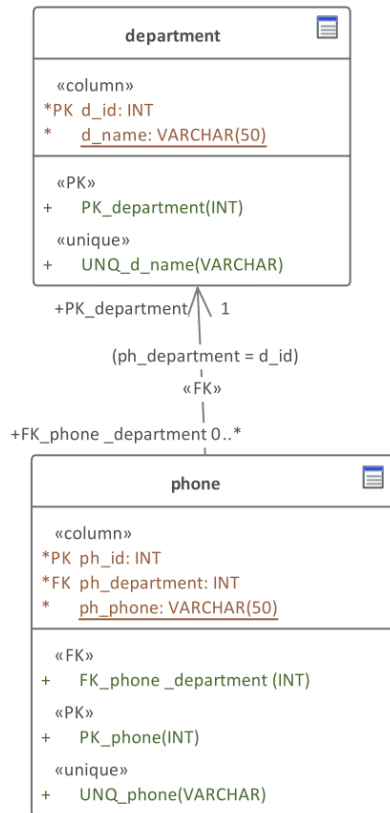 department
«column»
*PK d_id: INT
* d_name: VARCHAR(50)
«PK»
+ PK_department(INT)
«unique»
+ UNQ_d_name(VARCHAR)
+PK_department 1
(ph_department = d_id)
«FK»
+FK_phone _department 0..*
phone
«column»
*PK ph_id: INT
*FK ph_department: INT
* ph_phone: VARCHAR(50)
«FK»
+ FK_phone _department (INT)
«PK»
+ PK_phone(INT)
«unique»
+ UNQ_phone(VARCHAR)